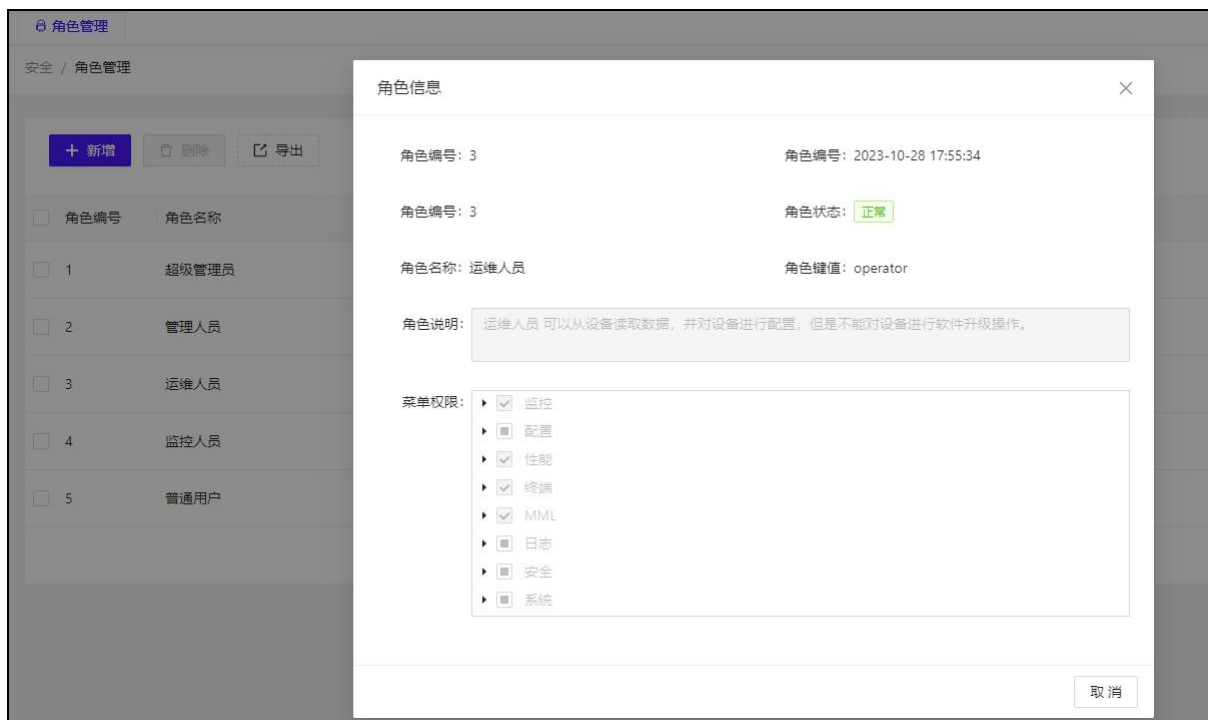 角色管理
安全 / 角色管理
角色信息
新增 删除 导出
角色编号：3 角色编号：2023-10-28 17:55:34
角色编号 角色名称
角色编号：3 角色状态：正常
1 超级管理员
角色名称：运维人员 角色键值：operator
2 管理人员
角色说明：运维人员 可以从设备读取数据，并对设备进行配置，但是不能对设备进行软件升级操作。
3 运维人员
4 监控人员
5 普通用户
菜单权限：监控
配置
性能
终端
MML
日志
安全
系统
取 消